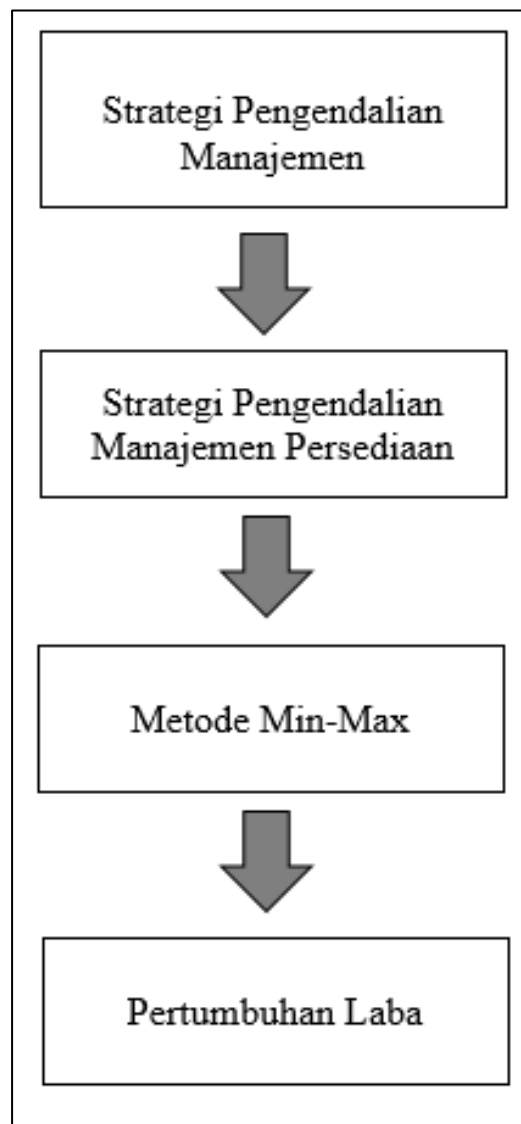 Strategi Pengendalian
Manajemen
Strategi Pengendalian
Manajemen Persediaan
Metode Min-Max
Pertumbuhan Laba